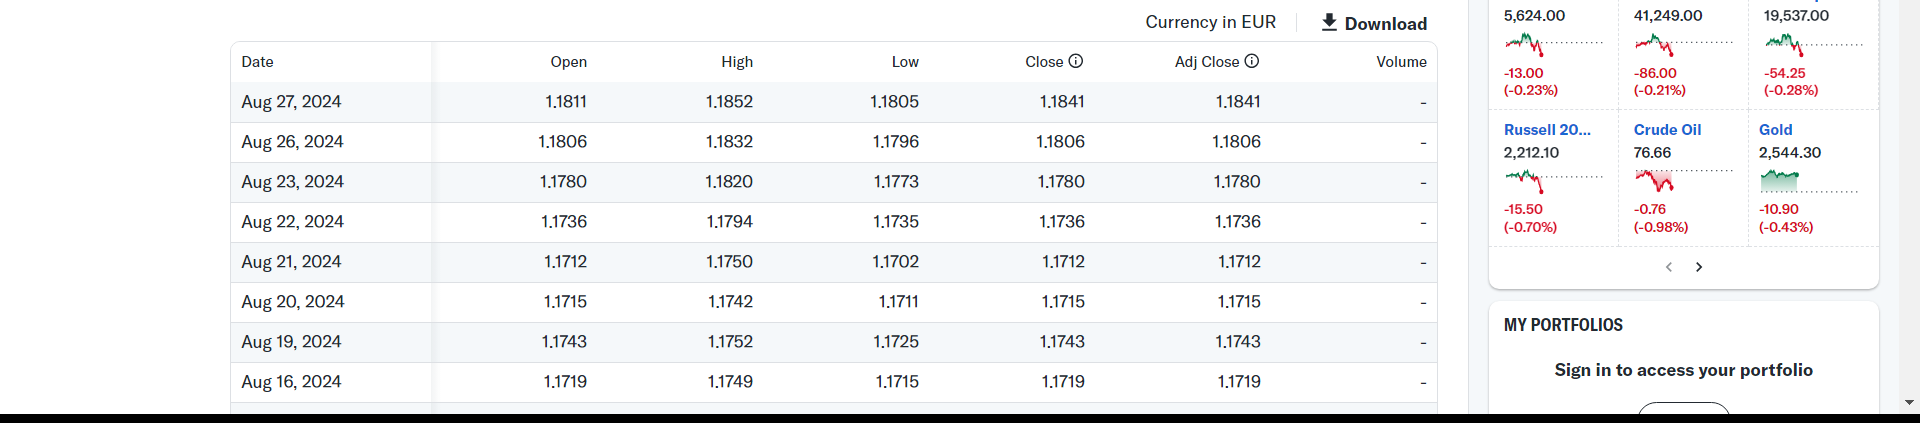 Currency in EUR Download
Date Open High Low Close Adj Close Volume
Aug 27, 2024 1.1811 1.1852 1.1805 1.1841 1.1841 -
Aug 26, 2024 1.1806 1.1832 1.1796 1.1806 1.1806 -
Aug 23, 2024 1.1780 1.1820 1.1773 1.1780 1.1780 -
Aug 22, 2024 1.1736 1.1794 1.1735 1.1736 1.1736 -
Aug 21, 2024 1.1712 1.1750 1.1702 1.1712 1.1712 -
Aug 20, 2024 1.1715 1.1742 1.1711 1.1715 1.1715 -
Aug 19, 2024 1.1743 1.1752 1.1725 1.1743 1.1743 -
Aug 16, 2024 1.1719 1.1749 1.1715 1.1719 1.1719 -
5,624.00 41,249.00 19,537.00
-13.00 -86.00 -54.25
(-0.23%) (-0.21%) (-0.28%)
Russell 20... Crude Oil Gold
2,212.10 76.66 2,544.30
-15.50 -0.76 -10.90
(-0.70%) (-0.98%) (-0.43%)
MY PORTFOLIOS
Sign in to access your portfolio